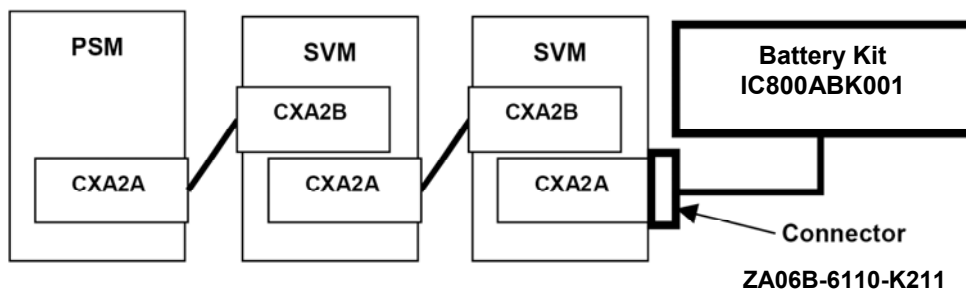 PSM
SVM
SVM
Battery Kit
IC800ABK001
CXA2B
CXA2B
CXA2A
CXA2A
CXA2A
Connector
ZA06B-6110-K211